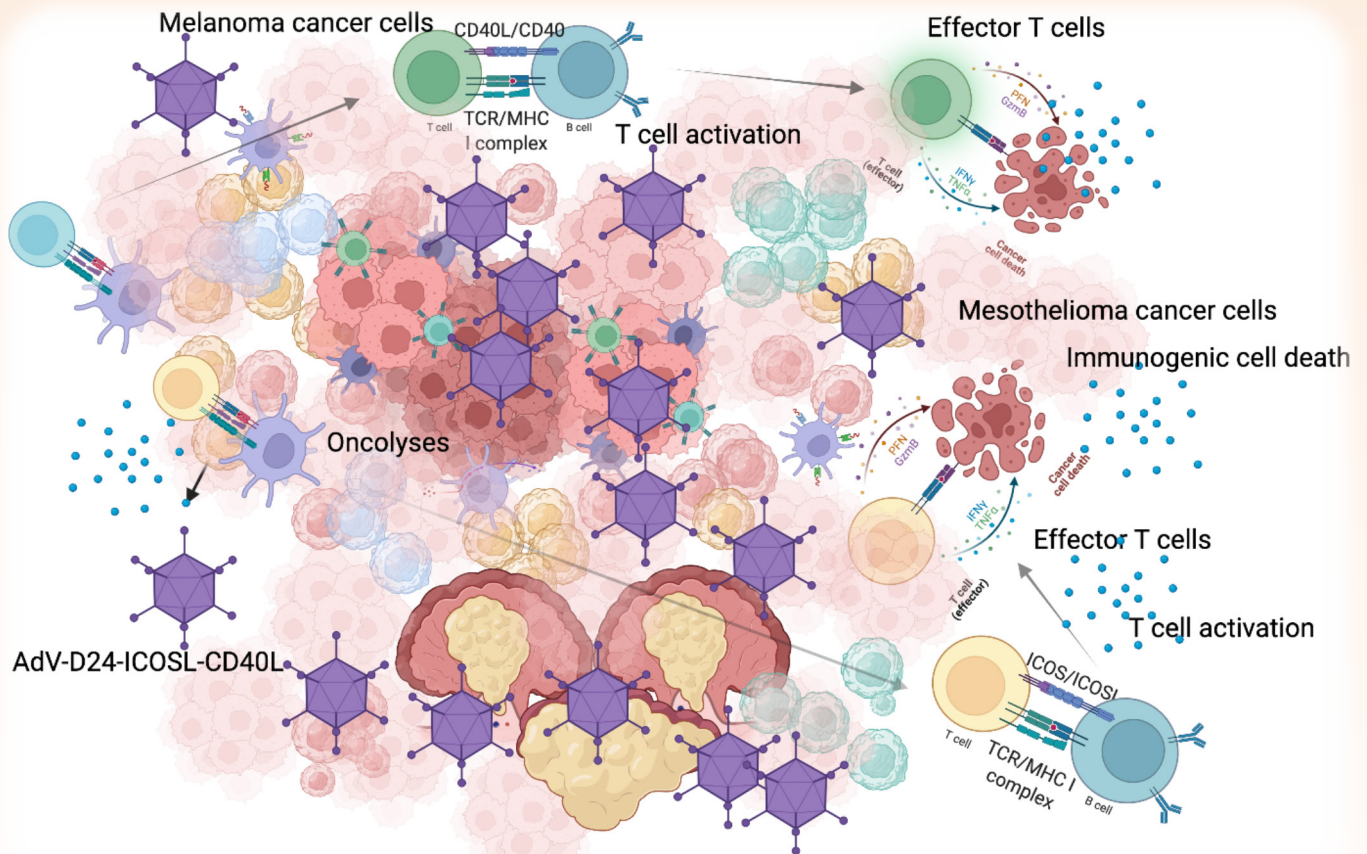 Melanoma cancer cells
CD40L/CD40
T cell
TCR/MHC
I complex
B cell
T cell activation
Effector T cells
PFN
GzmB
T cell
(effector)
IFNγ
TNFα
Cancer
cell death
Mesothelioma cancer cells
Immunogenic cell death
PFN
GzmB
Cancer
cell death
IFNγ
TNFα
Oncolyses
Effector T cells
T cell
(effector)
T cell activation
AdV-D24-ICOSL-CD40L
ICOS/ICOSL
T cell
TCR/MHC I
complex
B cell